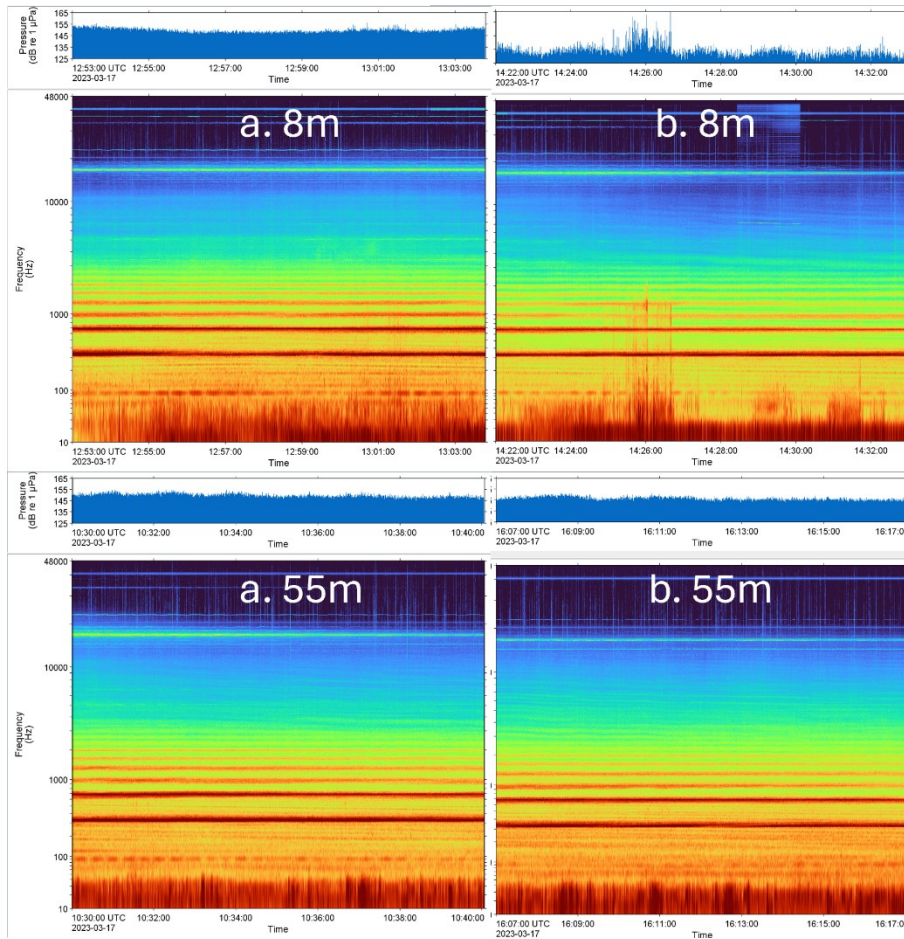 165
155
145
135
125
Pressure
(dB re 1 µPa)
12:53:00 UTC 12:55:00 12:57:00 12:59:00 13:01:00 13:03:00
2023-03-17
Time
14:22:00 UTC 14:24:00 14:26:00 14:28:00 14:30:00 14:32:00
2023-03-17
Time
48000
10000
1000
100
10
Frequency
(Hz)
a. 8m
b. 8m
12:53:00 UTC 12:55:00 12:57:00 12:59:00 13:01:00 13:03:00
2023-03-17
Time
14:22:00 UTC 14:24:00 14:26:00 14:28:00 14:30:00 14:32:00
2023-03-17
Time
165
155
145
135
125
Pressure
(dB re 1 µPa)
10:30:00 UTC 10:32:00 10:34:00 10:36:00 10:38:00 10:40:00
2023-03-17
Time
16:07:00 UTC 16:09:00 16:11:00 16:13:00 16:15:00 16:17:0
2023-03-17
Time
48000
10000
1000
100
10
Frequency
(Hz)
a. 55m
b. 55m
10:30:00 UTC 10:32:00 10:34:00 10:36:00 10:38:00 10:40:00
2023-03-17
Time
16:07:00 UTC 16:09:00 16:11:00 16:13:00 16:15:00 16:17:0
2023-03-17
Time